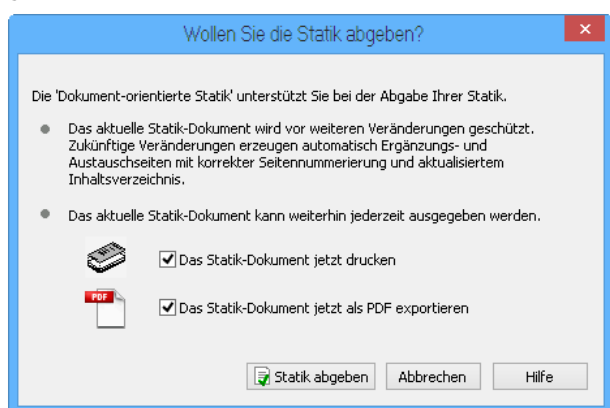 Wollen Sie die Statik abgeben?
Die 'Dokument-orientierte Statik' unterstützt Sie bei der Abgabe Ihrer Statik.
Das aktuelle Statik-Dokument wird vor weiteren Veränderungen geschützt.
Zukünftige Veränderungen erzeugen automatisch Ergänzungs- und
Austauschseiten mit korrekter Seitennummerierung und aktualisiertem
Inhaltsverzeichnis.
Das aktuelle Statik-Dokument kann weiterhin jederzeit ausgegeben werden.
Das Statik-Dokument jetzt drucken
PDF
Das Statik-Dokument jetzt als PDF exportieren
Statik abgeben Abbrechen Hilfe